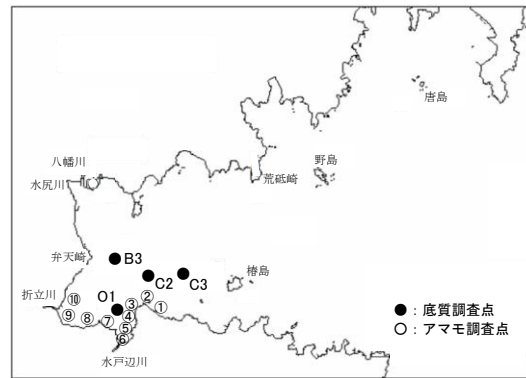 唐島
八幡川
水尻川
荒砥崎
野島
弁天崎
B3
C2
C3
椿島
折立川
O1
②
①
③
④
⑤
⑥
⑦
⑧
⑨
⑩
水戸辺川
●：底質調査点
○：アマモ調査点